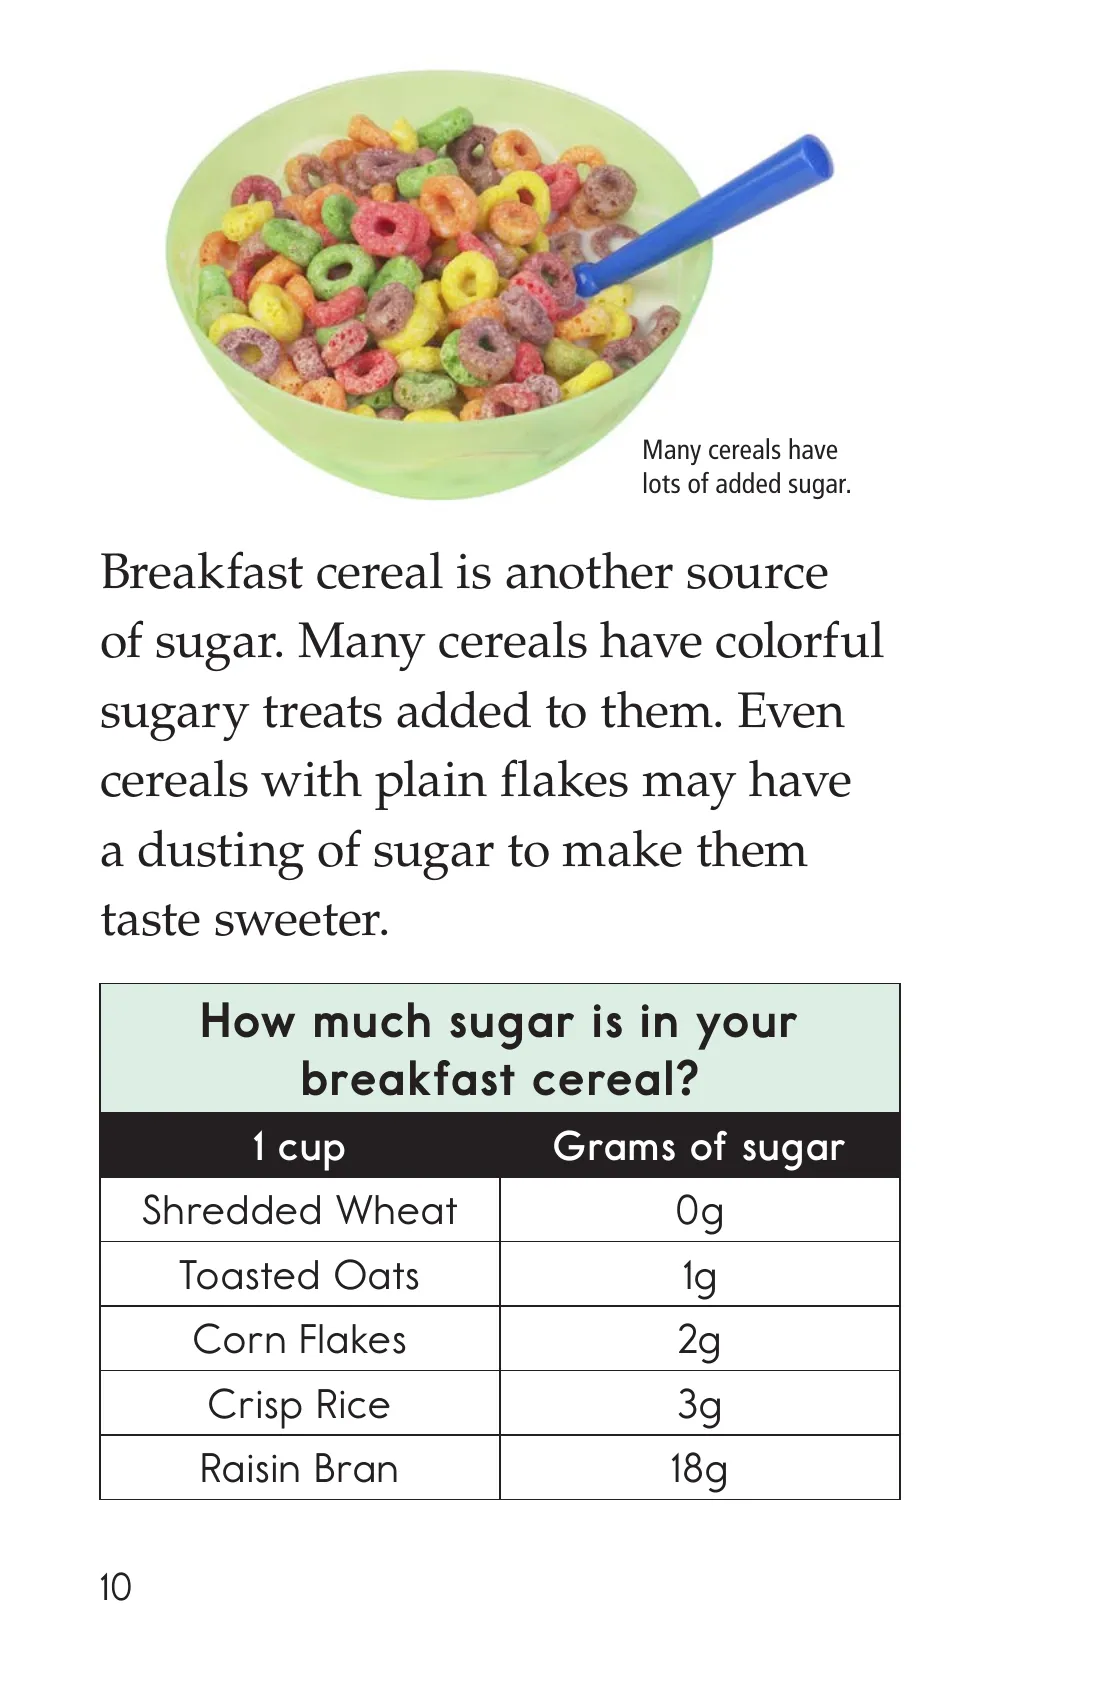 Many cereals have
lots of added sugar.
Breakfast cereal is another source
of sugar. Many cereals have colorful
sugary treats added to them. Even
cereals with plain flakes may have
a dusting of sugar to make them
taste sweeter.
How much sugar is in your
breakfast cereal?
1 cup Grams of sugar
Shredded Wheat 0g
Toasted Oats 1g
Corn Flakes 2g
Crisp Rice 3g
Raisin Bran 18g
10